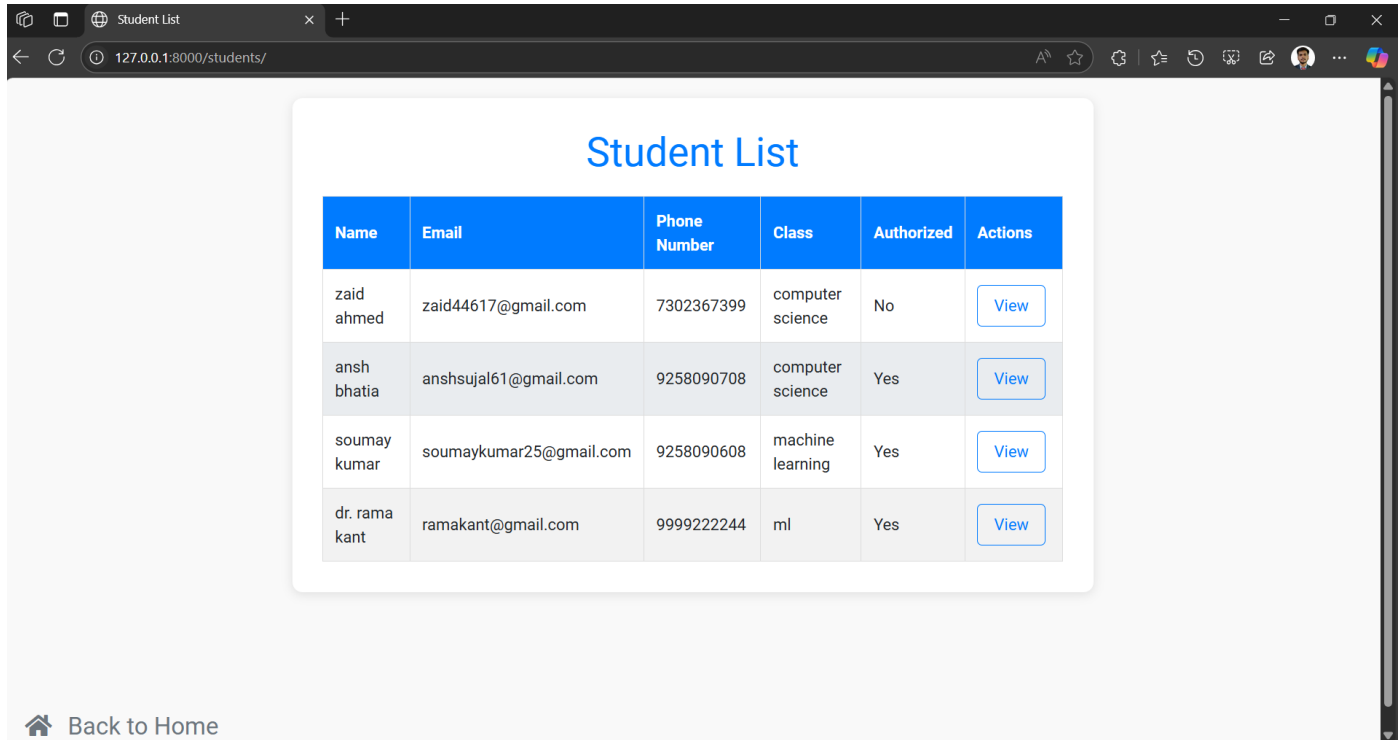 Student List
127.0.0.1:8000/students/
Student List
Name Email Phone Number Class Authorized Actions
zaid ahmed zaid44617@gmail.com 7302367399 computer science No View
ansh bhatia anshsujal61@gmail.com 9258090708 computer science Yes View
soumay kumar soumaykumar25@gmail.com 9258090608 machine learning Yes View
dr. rama kant ramakant@gmail.com 9999222244 ml Yes View
Back to Home